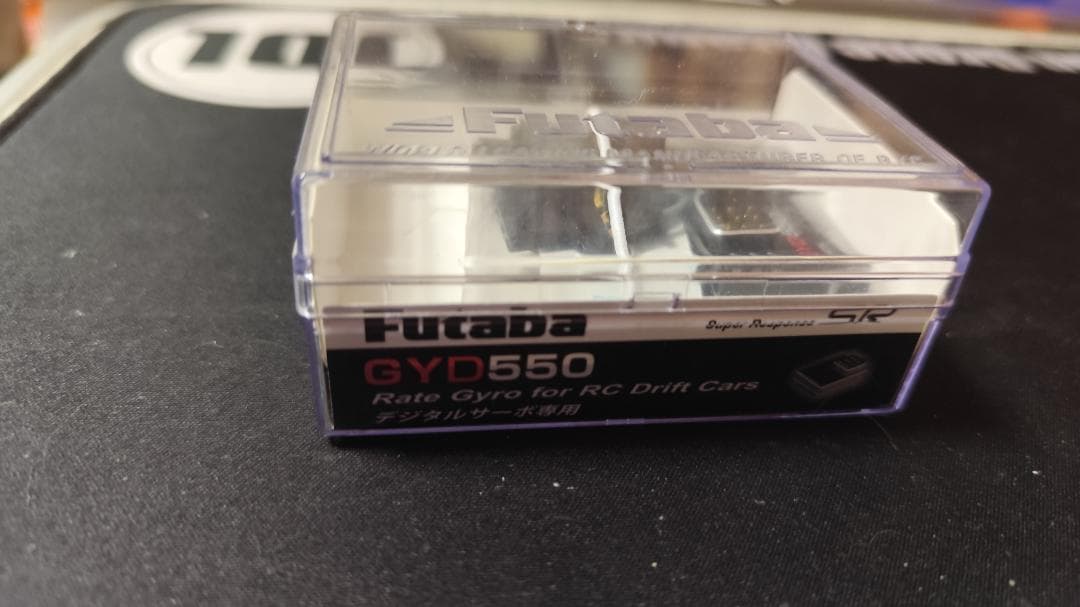 Futaba
Futaba
Super Response SR
GYD550
Rate Gyro for RC Drift Cars
デジタルサーボ専用